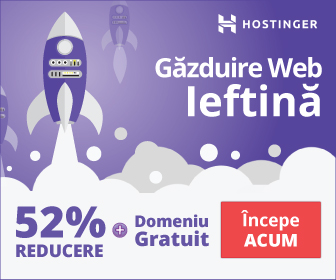 HOSTINGER
Găzduire Web
Ieftină
52%
REDUCERE
+
Domeniu
Gratuit
Începe
ACUM